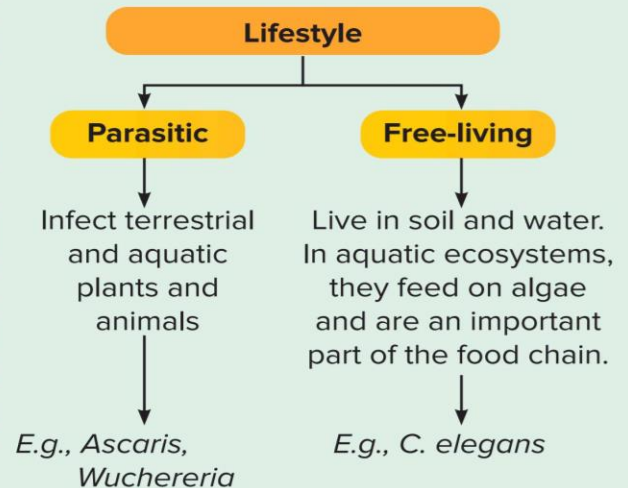 Lifestyle
Parasitic
Infect terrestrial
and aquatic
plants and
animals
E.g., Ascaris,
Wuchereria
Free-living
Live in soil and water.
In aquatic ecosystems,
they feed on algae
and are an important
part of the food chain.
E.g., C. elegans